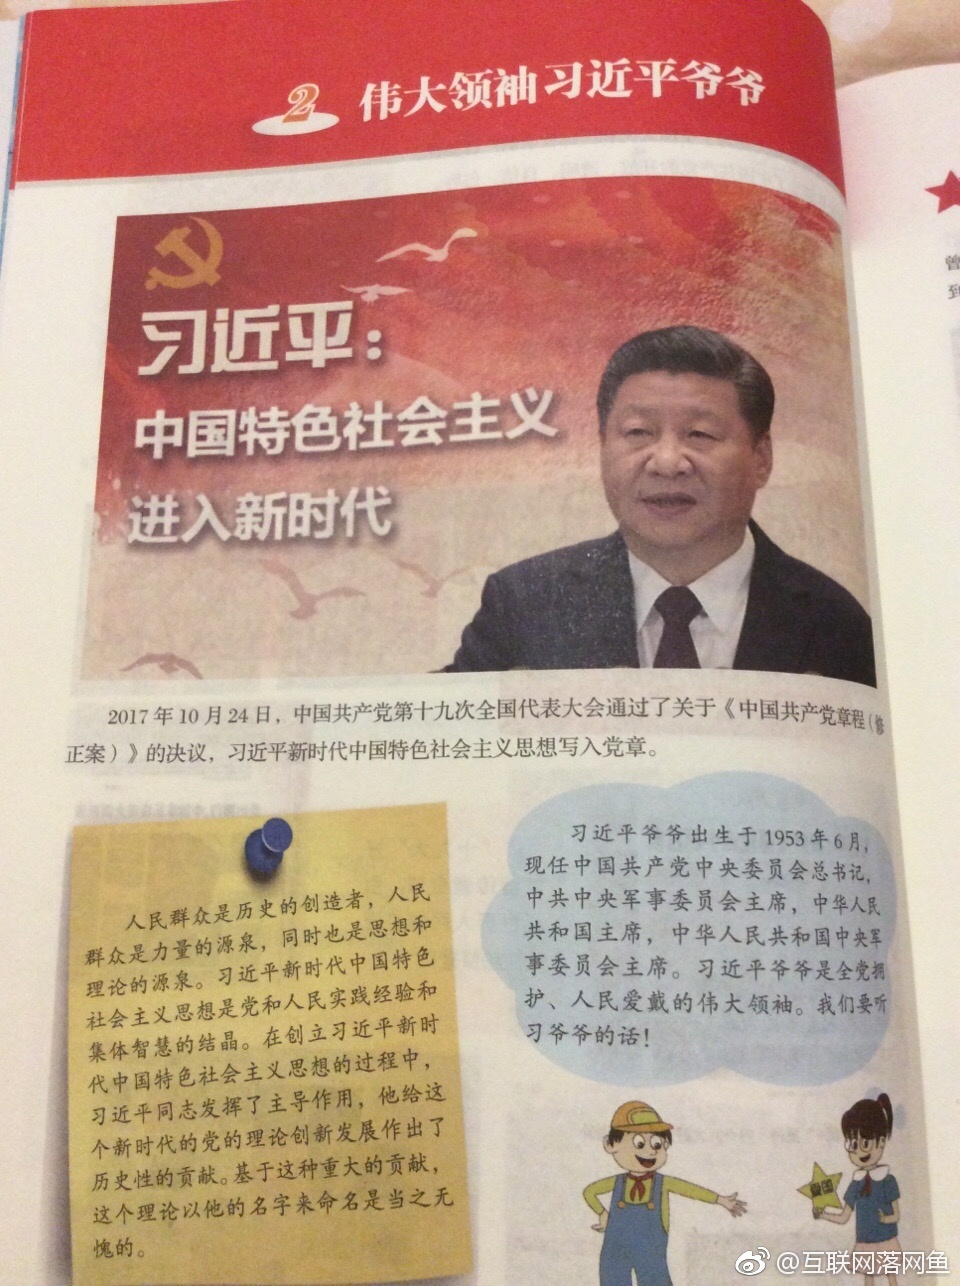 2 伟大领袖习近平爷爷
习近平：
中国特色社会主义
进入新时代
2017年10月24日，中国共产党第十九次全国代表大会通过了关于《中国共产党章程（修
正案）》的决议，习近平新时代中国特色社会主义思想写入党章。
人民群众是历史的创造者，人民
群众是力量的源泉，同时也是思想和
理论的源泉。习近平新时代中国特色
社会主义思想是党和人民实践经验和
集体智慧的结晶。在创立习近平新时
代中国特色社会主义思想的过程中，
习近平同志发挥了主导作用，他给这
个新时代的党的理论创新发展作出了
历史性的贡献。基于这种重大的贡献，
这个理论以他的名字来命名是当之无
愧的。
习近平爷爷出生于1953年6月，
现任中国共产党中央委员会总书记，
中共中央军事委员会主席，中华人民
共和国主席，中华人民共和国中央军
事委员会主席。习近平爷爷是全党拥
护、人民爱戴的伟大领袖。我们要听
习爷爷的话！
爱国
曾
到
@互联网落网鱼